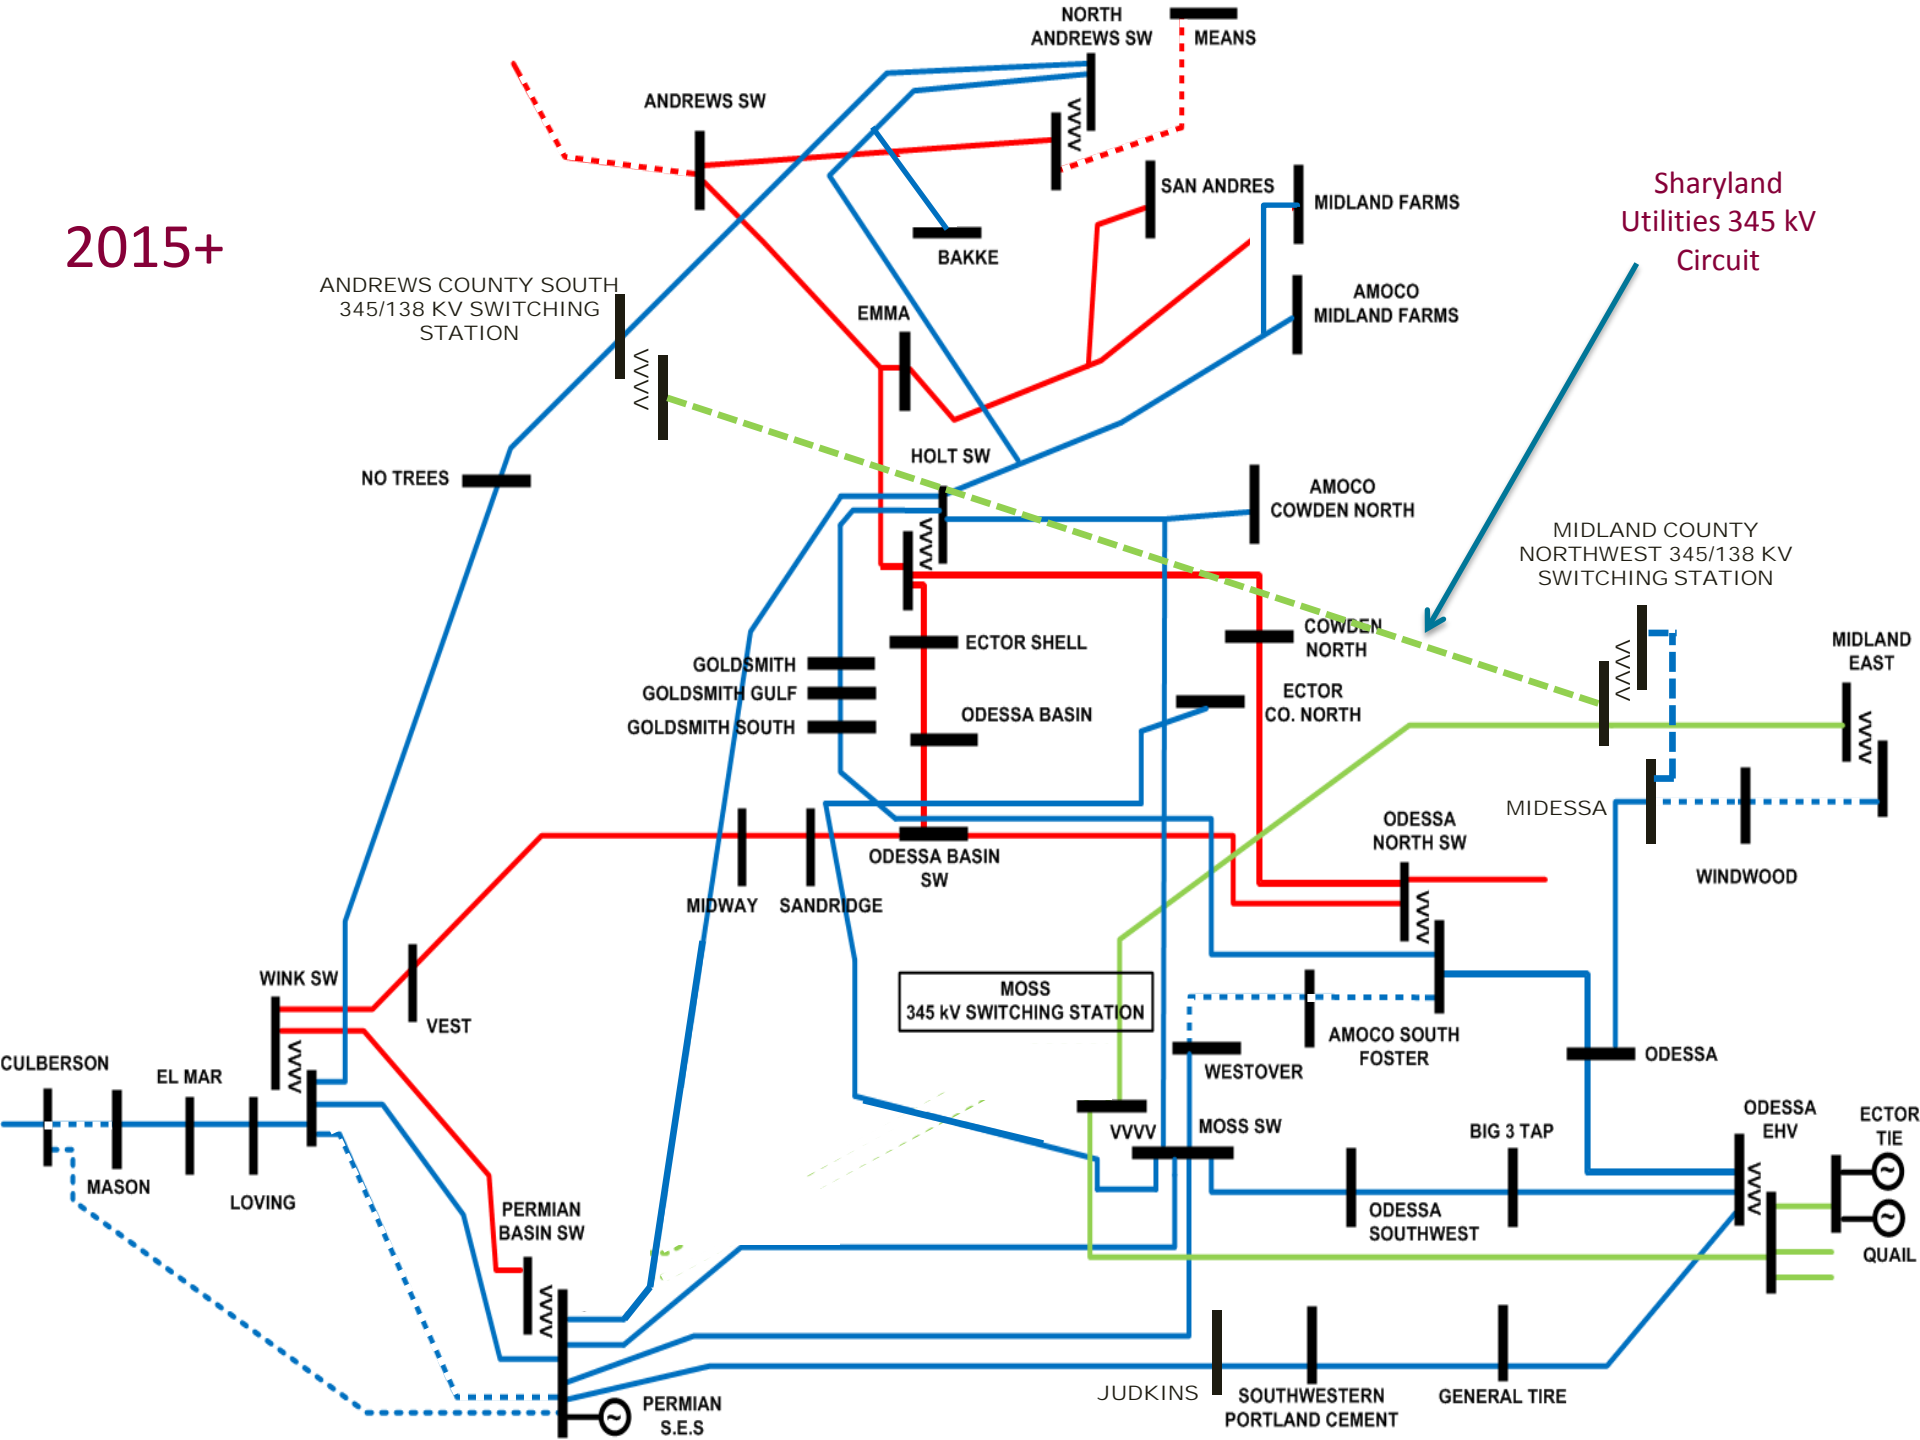 2015+
NORTH
ANDREWS SW
MEANS
ANDREWS SW
SAN ANDRES
MIDLAND FARMS
BAKKE
Sharyland
Utilities 345 kV
Circuit
ANDREWS COUNTY SOUTH
345/138 KV SWITCHING
STATION
EMMA
AMOCO
MIDLAND FARMS
NO TREES
HOLT SW
AMOCO
COWDEN NORTH
MIDLAND COUNTY
NORTHWEST 345/138 KV
SWITCHING STATION
ECTOR SHELL
COWDEN
NORTH
MIDLAND
EAST
GOLDSMITH
GOLDSMITH GULF
GOLDSMITH SOUTH
ODESSA BASIN
ECTOR
CO. NORTH
MIDESSA
ODESSA
NORTH SW
ODESSA BASIN
SW
WINDWOOD
MIDWAY
SANDRIDGE
WINK SW
VEST
MOSS
345 kV SWITCHING STATION
AMOCO SOUTH
FOSTER
ODESSA
CULBERSON
EL MAR
WESTOVER
MOSS SW
BIG 3 TAP
ODESSA
EHV
ECTOR
TIE
MASON
LOVING
PERMIAN
BASIN SW
ODESSA
SOUTHWEST
QUAIL
JUDKINS
SOUTHWESTERN
PORTLAND CEMENT
GENERAL TIRE
PERMIAN
S.E.S